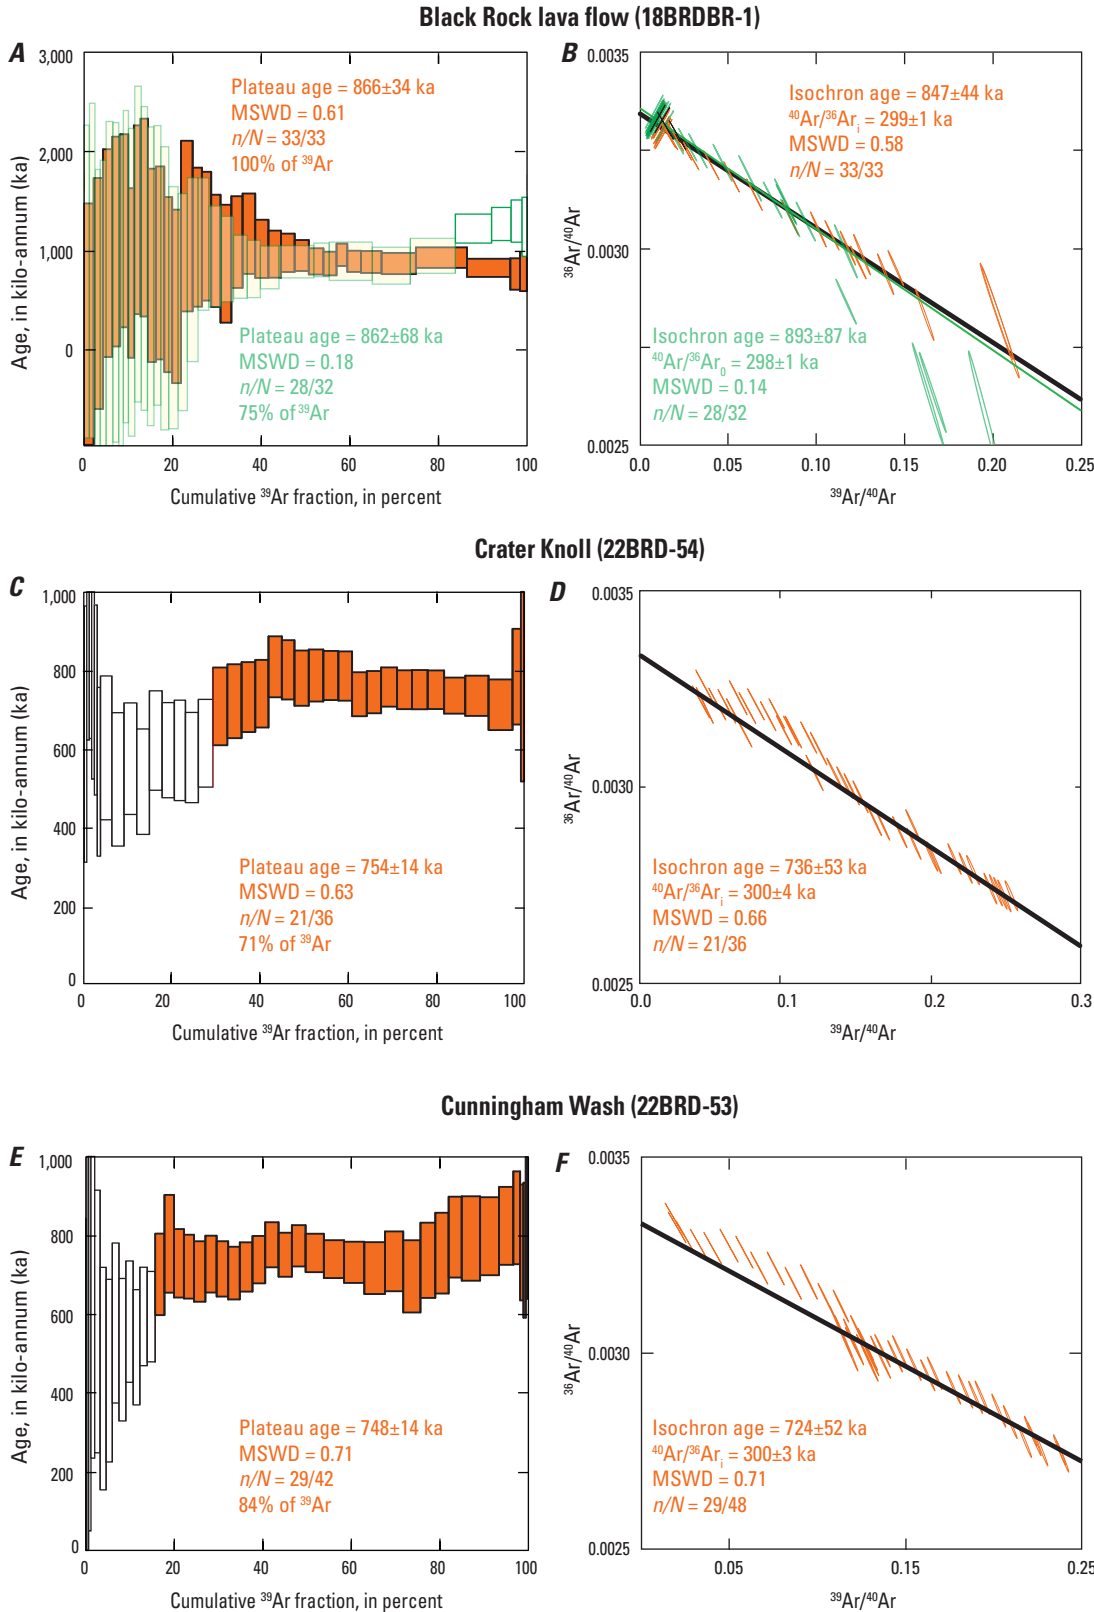 Black Rock lava flow (18BRDBR-1)
A
3,000
2,000
1,000
0
Age, in kilo-annum (ka)
Plateau age = 866±34 ka
MSWD = 0.61
n/N = 33/33
100% of ³⁹Ar
Plateau age = 862±68 ka
MSWD = 0.18
n/N = 28/32
75% of ³⁹Ar
0 20 40 60 80 100
Cumulative ³⁹Ar fraction, in percent
B
0.0035
0.0030
0.0025
³⁶Ar/⁴⁰Ar
Isochron age = 847±44 ka
⁴⁰Ar/³⁶Arᵢ = 299±1 ka
MSWD = 0.58
n/N = 33/33
Isochron age = 893±87 ka
⁴⁰Ar/³⁶Ar₀ = 298±1 ka
MSWD = 0.14
n/N = 28/32
0.0 0.05 0.10 0.15 0.20 0.25
³⁹Ar/⁴⁰Ar
Crater Knoll (22BRD-54)
C
1,000
800
600
400
200
0
Age, in kilo-annum (ka)
Plateau age = 754±14 ka
MSWD = 0.63
n/N = 21/36
71% of ³⁹Ar
0 20 40 60 80 100
Cumulative ³⁹Ar fraction, in percent
D
0.0035
0.0030
0.0025
³⁶Ar/⁴⁰Ar
Isochron age = 736±53 ka
⁴⁰Ar/³⁶Arᵢ = 300±4 ka
MSWD = 0.66
n/N = 21/36
0.0 0.1 0.2 0.3
³⁹Ar/⁴⁰Ar
Cunningham Wash (22BRD-53)
E
1,000
800
600
400
200
0
Age, in kilo-annum (ka)
Plateau age = 748±14 ka
MSWD = 0.71
n/N = 29/42
84% of ³⁹Ar
0 20 40 60 80 100
Cumulative ³⁹Ar fraction, in percent
F
0.0035
0.0030
0.0025
³⁶Ar/⁴⁰Ar
Isochron age = 724±52 ka
⁴⁰Ar/³⁶Arᵢ = 300±3 ka
MSWD = 0.71
n/N = 29/48
0.05 0.15 0.25
³⁹Ar/⁴⁰Ar